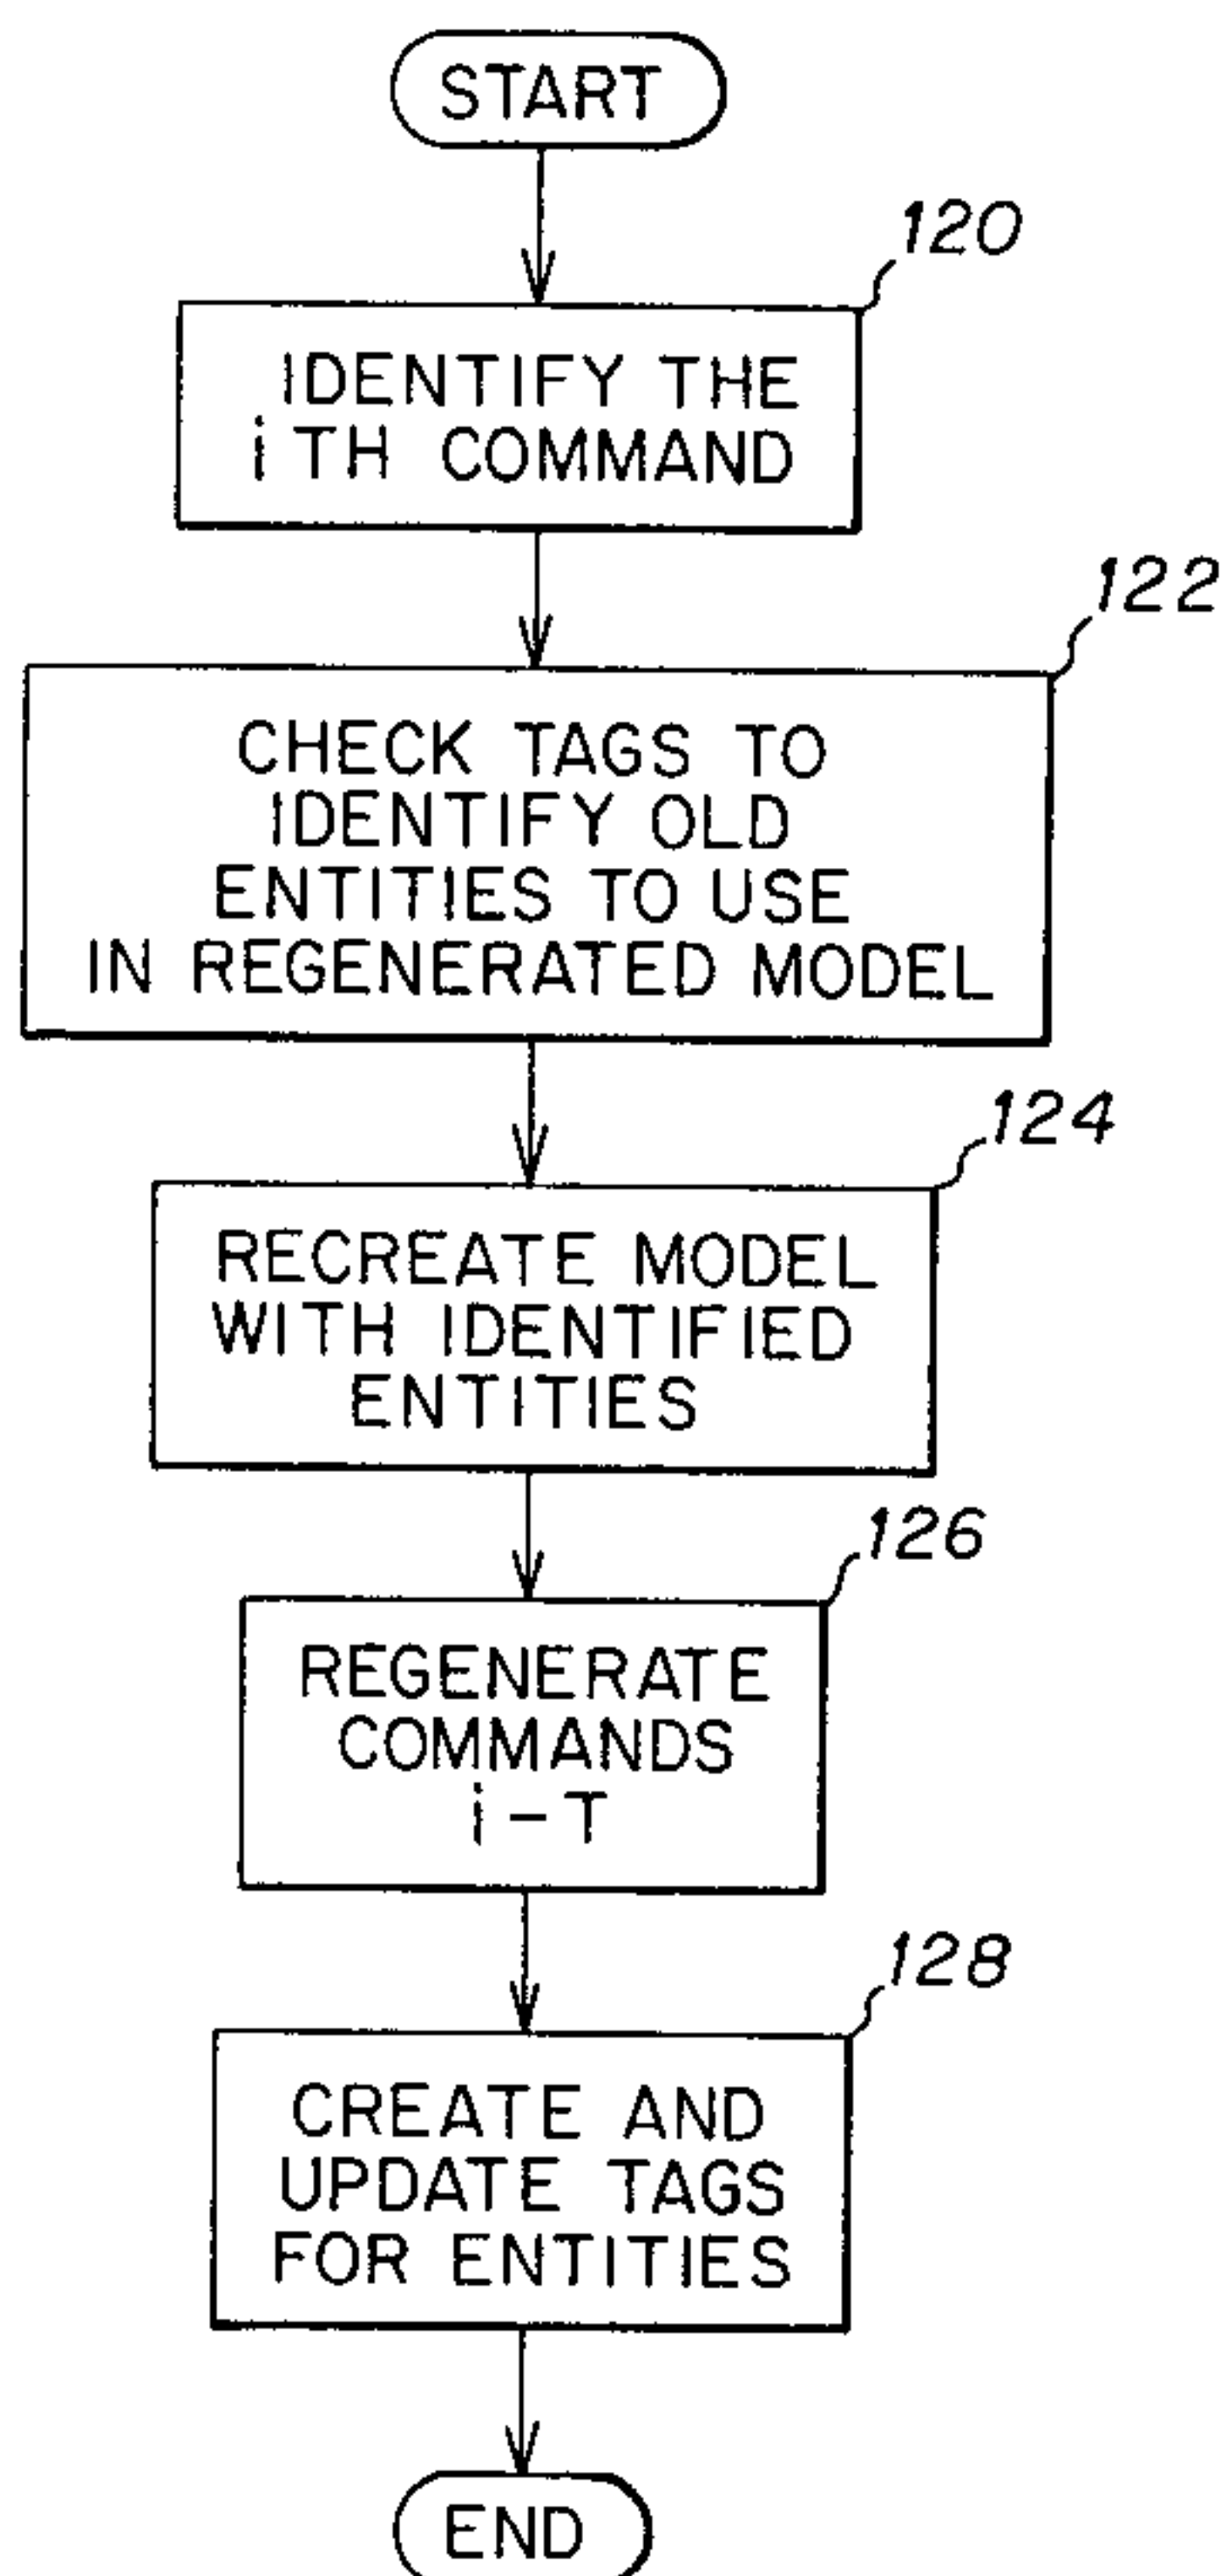 START
120
IDENTIFY THE
i TH COMMAND
122
CHECK TAGS TO
IDENTIFY OLD
ENTITIES TO USE
IN REGENERATED MODEL
124
RECREATE MODEL
WITH IDENTIFIED
ENTITIES
126
REGENERATE
COMMANDS
i - T
128
CREATE AND
UPDATE TAGS
FOR ENTITIES
END